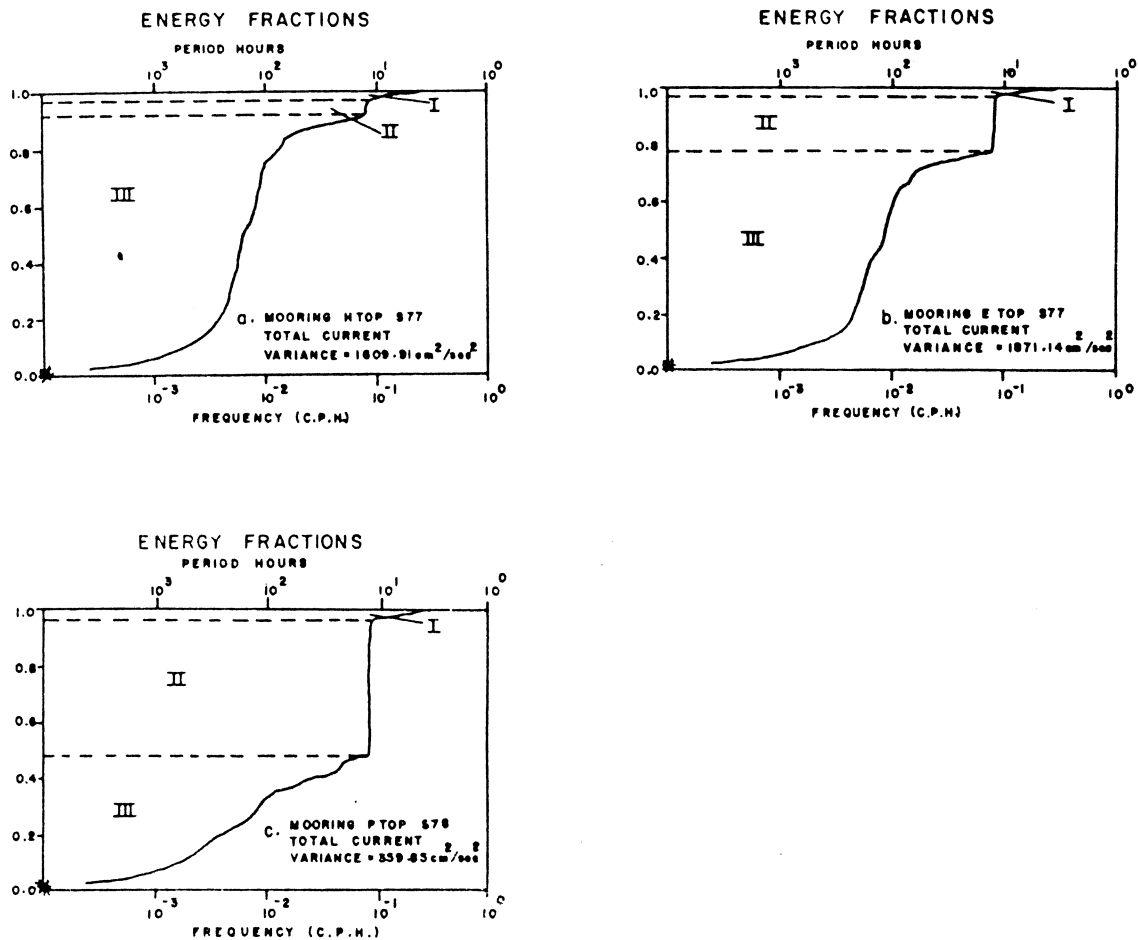 ENERGY FRACTIONS
PERIOD HOURS
10³ 10² 10¹ 10⁰
1.0
0.8
0.6
0.4
0.2
0.0
I
II
III
a. MOORING H TOP S77
TOTAL CURRENT
VARIANCE = 1609.91 cm²/sec²
10⁻³ 10⁻² 10⁻¹ 10⁰
FREQUENCY (C.P.H.)
ENERGY FRACTIONS
PERIOD HOURS
10³ 10² 10¹ 10⁰
1.0
0.8
0.6
0.4
0.2
0.0
I
II
III
b. MOORING E TOP S77
TOTAL CURRENT
VARIANCE = 1871.14 cm²/sec²
10⁻³ 10⁻² 10⁻¹ 10⁰
FREQUENCY (C.P.H.)
ENERGY FRACTIONS
PERIOD HOURS
10³ 10² 10¹ 10⁰
1.0
0.8
0.6
0.4
0.2
0.0
I
II
III
c. MOORING P TOP S78
TOTAL CURRENT
VARIANCE = 359.83 cm²/sec²
10⁻³ 10⁻² 10⁻¹
FREQUENCY (C.P.H.)